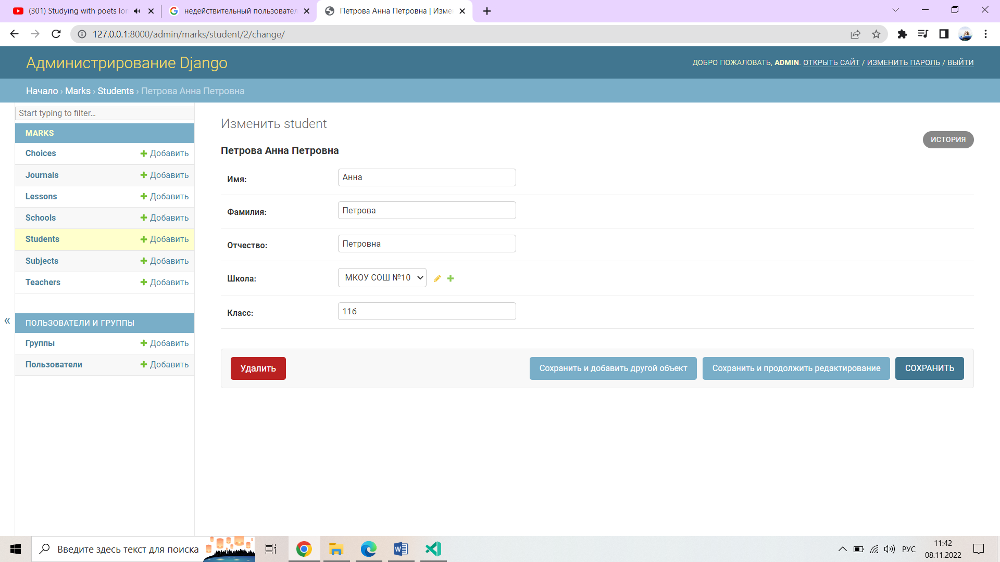 (301) Studying with poets lon
недействительный пользовател
Петрова Анна Петровна | Изме
127.0.0.1:8000/admin/marks/student/2/change/
Администрирование Django
ДОБРО ПОЖАЛОВАТЬ, ADMIN. ОТКРЫТЬ САЙТ / ИЗМЕНИТЬ ПАРОЛЬ / ВЫЙТИ
Начало › Marks › Students › Петрова Анна Петровна
Start typing to filter...
MARKS
Choices Добавить
Journals Добавить
Lessons Добавить
Schools Добавить
Students Добавить
Subjects Добавить
Teachers Добавить
ПОЛЬЗОВАТЕЛИ И ГРУППЫ
Группы Добавить
Пользователи Добавить
«
Изменить student
ИСТОРИЯ
Петрова Анна Петровна
Имя: Анна
Фамилия: Петрова
Отчество: Петровна
Школа: МКОУ СОШ №10
Класс: 11б
Удалить
Сохранить и добавить другой объект
Сохранить и продолжить редактирование
СОХРАНИТЬ
Введите здесь текст для поиска
РУС
11:42
08.11.2022